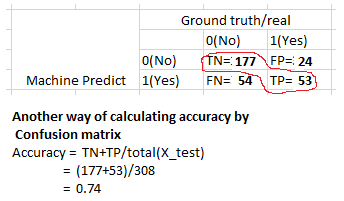 Ground truth/real
0(No) 1(Yes)
0(No) TN= 177 FP= 24
Machine Predict 1(Yes) FN= 54 TP= 53
Another way of calculating accuracy by
Confusion matrix
Accuracy = TN+TP/total(X_test)
= (177+53)/308
= 0.74